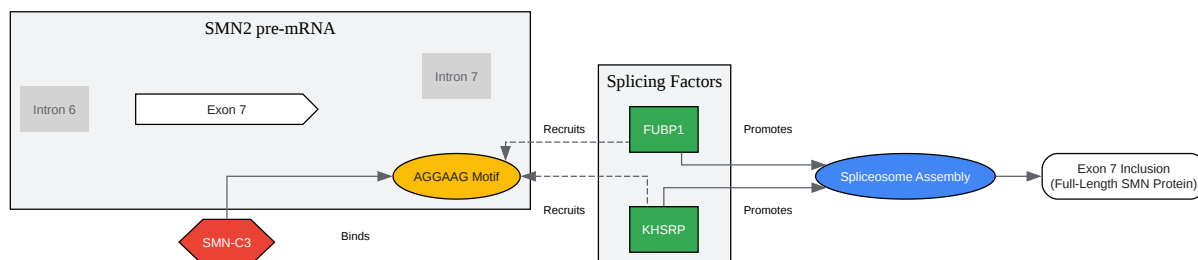 SMN2 pre-mRNA
Intron 6
Exon 7
Intron 7
AGGAAG Motif
SMN-C3
Binds
Splicing Factors
FUBP1
KHSRP
Recruits
Recruits
Promotes
Promotes
Spliceosome Assembly
Exon 7 Inclusion
(Full-Length SMN Protein)